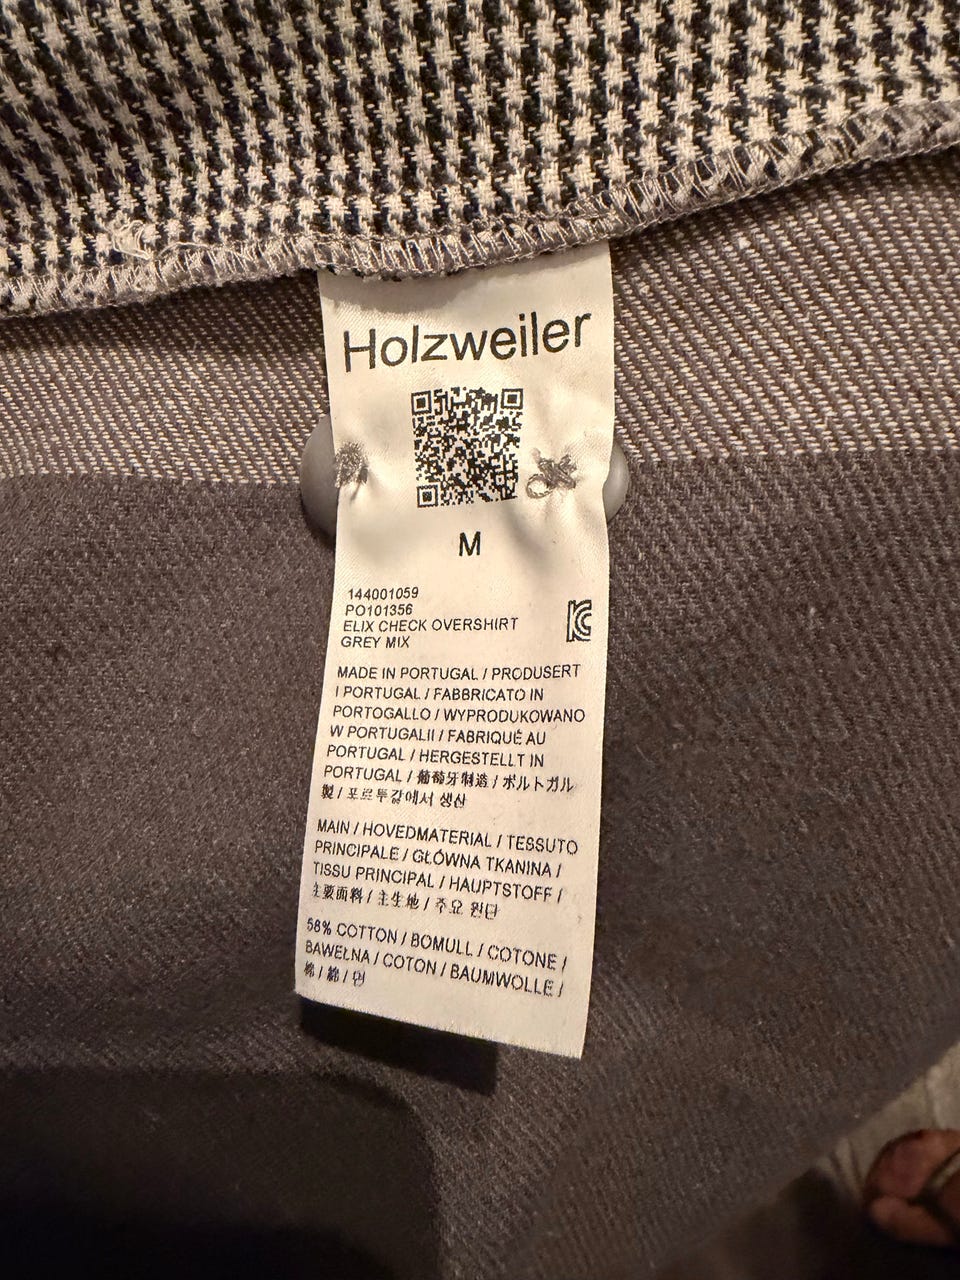 Holzweiler
M
144001059
PO101356
ELIX CHECK OVERSHIRT
GREY MIX
MADE IN PORTUGAL / PRODUSERT
I PORTUGAL / FABBRICATO IN
PORTOGALLO / WYPRODUKOWANO
W PORTUGALII / FABRIQUÉ AU
PORTUGAL / HERGESTELLT IN
PORTUGAL / 葡萄牙制造 / ポルトガル
製 / 포르투갈에서 생산
MAIN / HOVEDMATERIAL / TESSUTO
PRINCIPALE / GŁÓWNA TKANINA /
TISSU PRINCIPAL / HAUPTSTOFF /
主要面料 / 主生地 / 주요 원단
58% COTTON / BOMULL / COTONE /
BAWEŁNA / COTON / BAUMWOLLE /
棉 / 綿 / 면